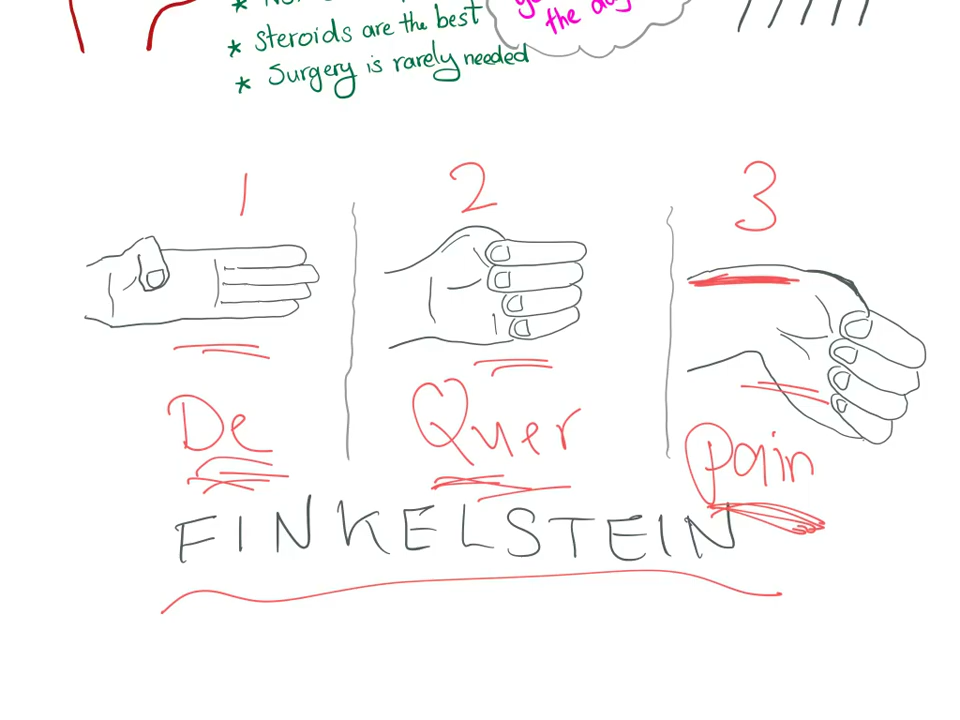 * Steroids are the best
the
* Surgery is rarely needed
1 2 3
De Quer Pain
FINKELSTEIN